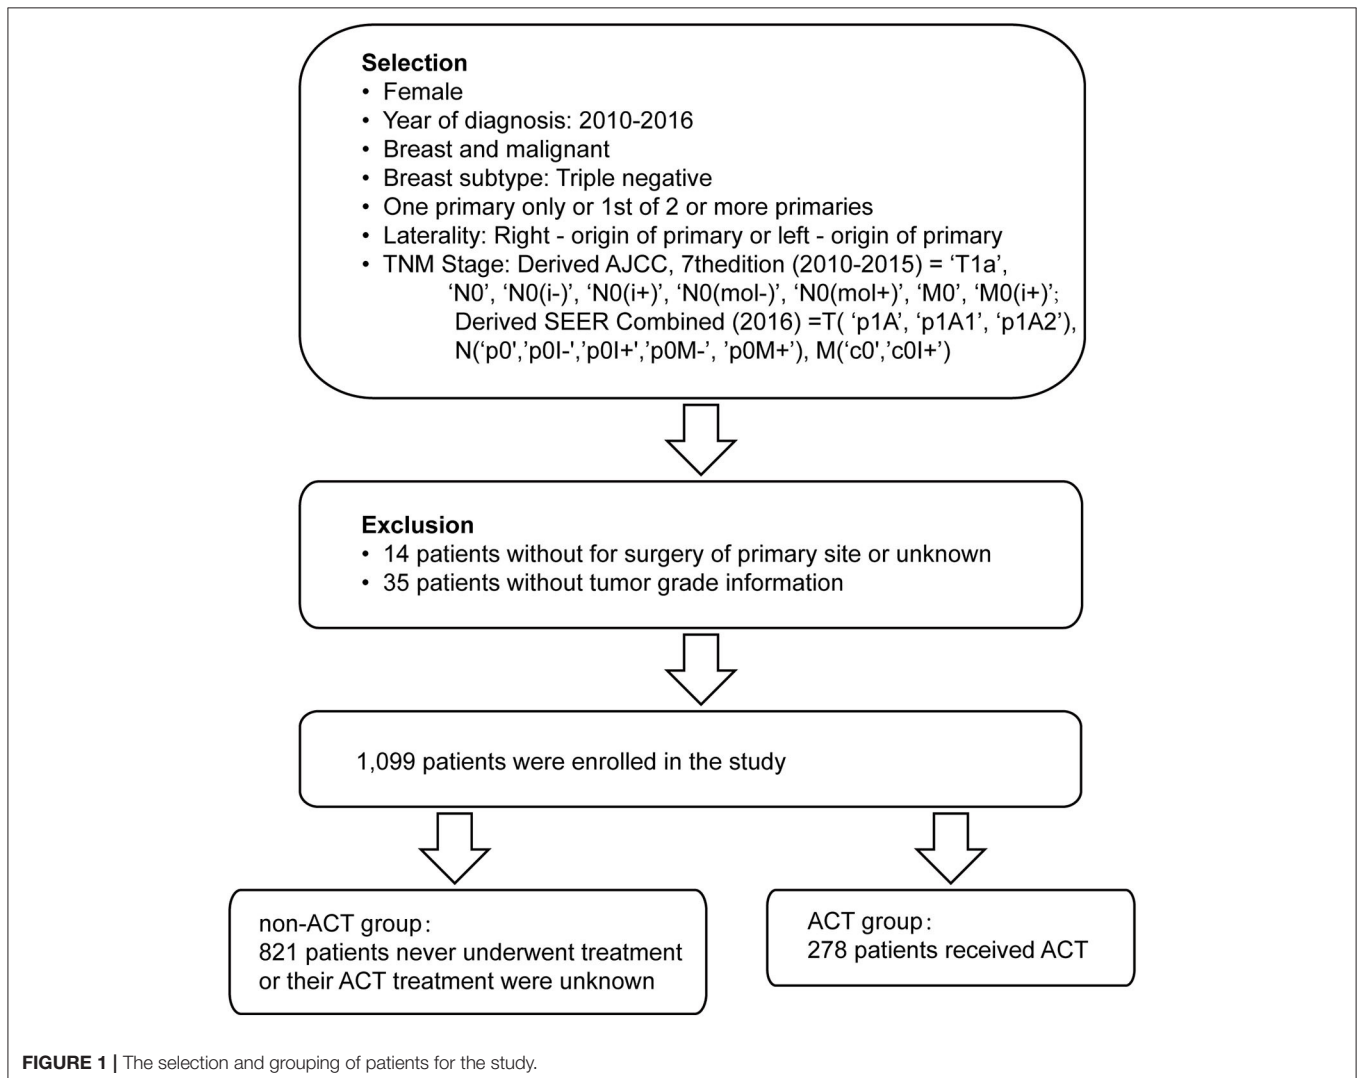 Selection
• Female
• Year of diagnosis: 2010-2016
• Breast and malignant
• Breast subtype: Triple negative
• One primary only or 1st of 2 or more primaries
• Laterality: Right - origin of primary or left - origin of primary
• TNM Stage: Derived AJCC, 7thedition (2010-2015) = ‘T1a’,
‘N0’, ‘N0(i-)’, ‘N0(i+)’, ‘N0(mol-)’, ‘N0(mol+)’, ‘M0’, ‘M0(i+)’;
Derived SEER Combined (2016) =T( ‘p1A’, ‘p1A1’, ‘p1A2’),
N(‘p0',’p0I-',’p0I+',’p0M-’, ’p0M+’), M(‘c0',’c0I+’)
Exclusion
• 14 patients without for surgery of primary site or unknown
• 35 patients without tumor grade information
1,099 patients were enrolled in the study
non-ACT group:
821 patients never underwent treatment
or their ACT treatment were unknown
ACT group:
278 patients received ACT
FIGURE 1 | The selection and grouping of patients for the study.